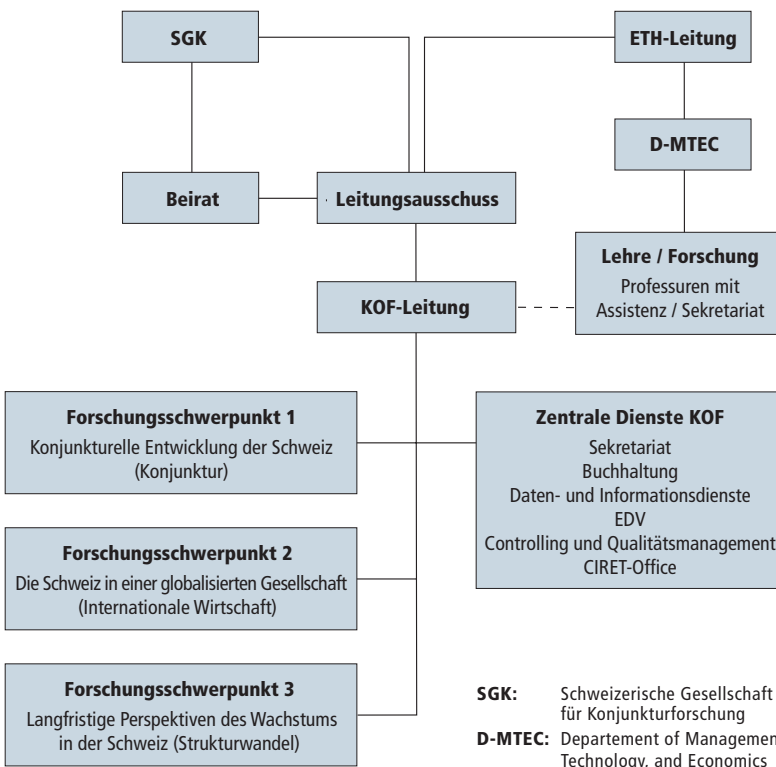 SGK
ETH-Leitung
D-MTEC
Beirat
Leitungsausschuss
Lehre / Forschung
Professuren mit
Assistenz / Sekretariat
KOF-Leitung
Forschungsschwerpunkt 1
Konjunkturelle Entwicklung der Schweiz
(Konjunktur)
Zentrale Dienste KOF
Sekretariat
Buchhaltung
Daten- und Informationsdienste
EDV
Controlling und Qualitätsmanagement
CIRET-Office
Forschungsschwerpunkt 2
Die Schweiz in einer globalisierten Gesellschaft
(Internationale Wirtschaft)
Forschungsschwerpunkt 3
Langfristige Perspektiven des Wachstums
in der Schweiz (Strukturwandel)
SGK: Schweizerische Gesellschaft
für Konjunkturforschung
D-MTEC: Departement of Managemen
Technology, and Economics